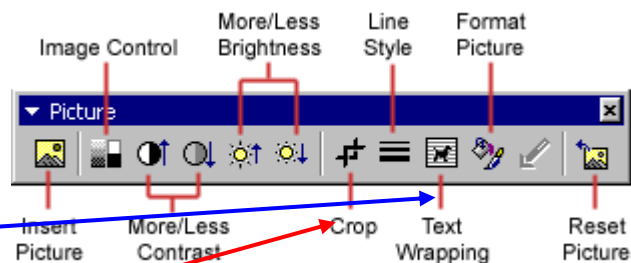 More/Less Line Format
Image Control Brightness Style Picture
Picture
Insert More/Less Crop Text Reset
Picture Contrast Wrapping Picture